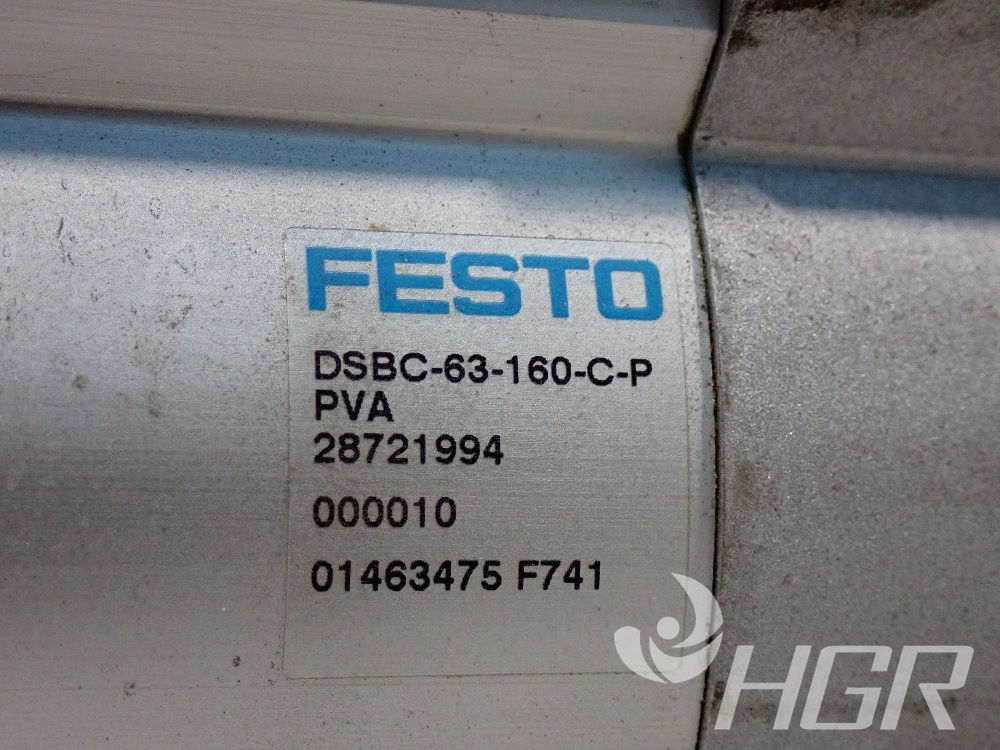 FESTO
DSBC-63-160-C-P
PVA
28721994
000010
01463475 F741
HGR